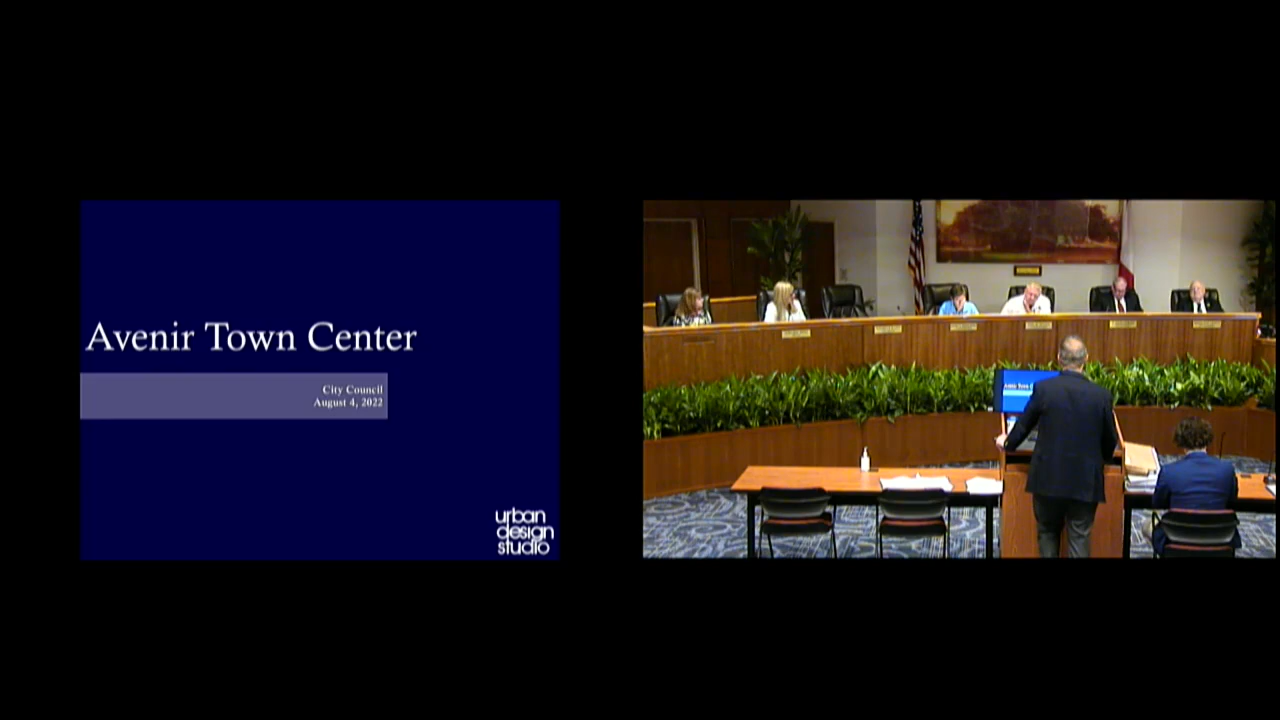 Avenir Town Center
City Council
August 4, 2022
urban
design
studio